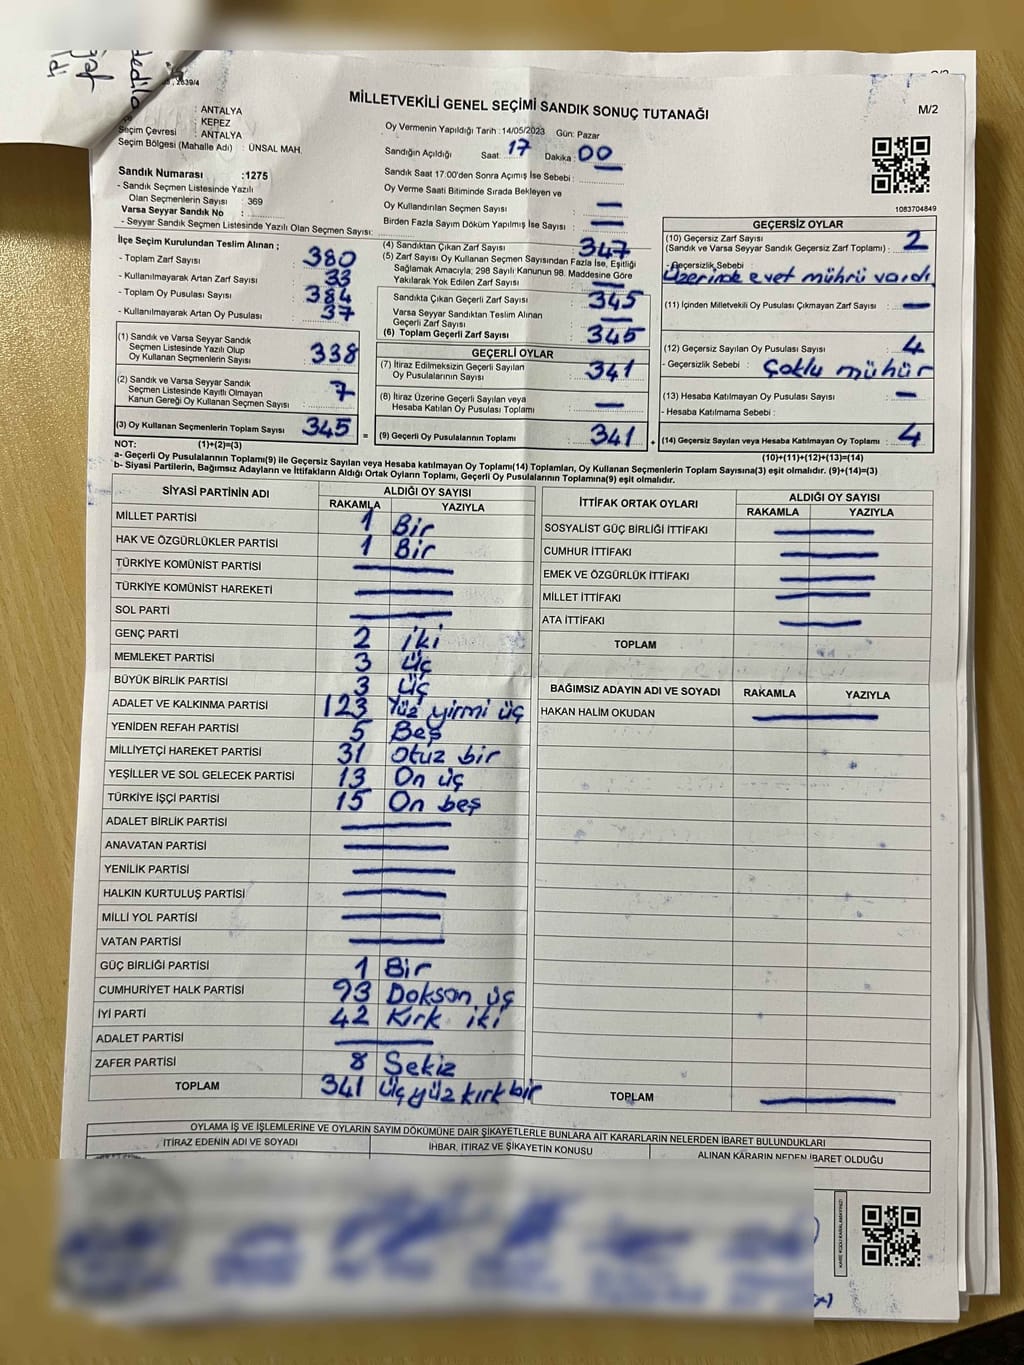 MİLLETVEKİLİ GENEL SEÇİMİ SANDIK SONUÇ TUTANAĞI
M/2
: ANTALYA
: KEPEZ
Seçim Çevresi : ANTALYA
Seçim Bölgesi (Mahalle Adı) : ÜNSAL MAH.
Oy Vermenin Yapıldığı Tarih :14/05/2023 Gün: Pazar
Sandığın Açıldığı Saat: 17 Dakika: 00
Sandık Saat 17:00'den Sonra Açımış İse Sebebi :
Oy Verme Saati Bitiminde Sırada Bekleyen ve
Oy Kullandırılan Seçmen Sayısı : —
Birden Fazla Sayım Döküm Yapılmış İse Sayısı : —
Sandık Numarası :1275
- Sandık Seçmen Listesinde Yazılı
Olan Seçmenlerin Sayısı : 369
Varsa Seyyar Sandık No :
- Seyyar Sandık Seçmen Listesinde Yazılı Olan Seçmen Sayısı:
1083704849
İlçe Seçim Kurulundan Teslim Alınan ;
- Toplam Zarf Sayısı : 380
- Kullanılmayarak Artan Zarf Sayısı : 33
- Toplam Oy Pusulası Sayısı : 384
- Kullanılmayarak Artan Oy Pusulası : 37
(1) Sandık ve Varsa Seyyar Sandık
Seçmen Listesinde Yazılı Olup
Oy Kullanan Seçmenlerin Sayısı : 338
(2) Sandık ve Varsa Seyyar Sandık
Seçmen Listesinde Kayıtlı Olmayan
Kanun Gereği Oy Kullanan Seçmen Sayısı : 7
(3) Oy Kullanan Seçmenlerin Toplam Sayısı : 345
(4) Sandıktan Çıkan Zarf Sayısı : 347
(5) Zarf Sayısı Oy Kullanan Seçmen Sayısından Fazla İse, Eşitliği
Sağlamak Amacıyla; 298 Sayılı Kanunun 98. Maddesine Göre
Yakılarak Yok Edilen Zarf Sayısı : —
Sandıkta Çıkan Geçerli Zarf Sayısı : 345
Varsa Seyyar Sandıktan Teslim Alınan
Geçerli Zarf Sayısı : —
(6) Toplam Geçerli Zarf Sayısı : 345
GEÇERLİ OYLAR
(7) İtiraz Edilmeksizin Geçerli Sayılan
Oy Pusulalarının Sayısı : 341
(8) İtiraz Üzerine Geçerli Sayılan veya
Hesaba Katılan Oy Pusulası Toplamı : —
= (9) Geçerli Oy Pusulalarının Toplamı : 341 +
GEÇERSİZ OYLAR
(10) Geçersiz Zarf Sayısı : 2
(Sandık ve Varsa Seyyar Sandık Geçersiz Zarf Toplamı)
- Geçersizlik Sebebi :
Üzerinde evet mührü vardı.
(11) İçinden Milletvekili Oy Pusulası Çıkmayan Zarf Sayısı : —
(12) Geçersiz Sayılan Oy Pusulası Sayısı : 4
- Geçersizlik Sebebi : Çoklu mühür
(13) Hesaba Katılmayan Oy Pusulası Sayısı : —
- Hesaba Katılmama Sebebi :
(14) Geçersiz Sayılan veya Hesaba Katılmayan Oy Toplamı : 4
NOT: (1)+(2)=(3)
(10)+(11)+(12)+(13)=(14)
a- Geçerli Oy Pusulalarının Toplamı(9) ile Geçersiz Sayılan veya Hesaba katılmayan Oy Toplamı(14) Toplamları, Oy Kullanan Seçmenlerin Toplam Sayısına(3) eşit olmalıdır. (9)+(14)=(3)
b- Siyasi Partilerin, Bağımsız Adayların ve İttifakların Aldığı Ortak Oyların Toplamı, Geçerli Oy Pusulalarının Toplamına(9) eşit olmalıdır.
SİYASİ PARTİNİN ADI ALDIĞI OY SAYISI
RAKAMLA YAZIYLA
MİLLET PARTİSİ 1 Bir
HAK VE ÖZGÜRLÜKLER PARTİSİ 1 Bir
TÜRKİYE KOMÜNİST PARTİSİ —
TÜRKİYE KOMÜNİST HAREKETİ —
SOL PARTİ —
GENÇ PARTİ 2 iki
MEMLEKET PARTİSİ 3 üç
BÜYÜK BİRLİK PARTİSİ 3 üç
ADALET VE KALKINMA PARTİSİ 123 Yüz yirmi üç
YENİDEN REFAH PARTİSİ 5 Beş
MİLLİYETÇİ HAREKET PARTİSİ 31 Otuz bir
YEŞİLLER VE SOL GELECEK PARTİSİ 13 On üç
TÜRKİYE İŞÇİ PARTİSİ 15 On beş
ADALET BİRLİK PARTİSİ —
ANAVATAN PARTİSİ —
YENİLİK PARTİSİ —
HALKIN KURTULUŞ PARTİSİ —
MİLLİ YOL PARTİSİ —
VATAN PARTİSİ —
GÜÇ BİRLİĞİ PARTİSİ 1 Bir
CUMHURİYET HALK PARTİSİ 93 Doksan üç
İYİ PARTİ 42 Kırk iki
ADALET PARTİSİ —
ZAFER PARTİSİ 8 Sekiz
TOPLAM 341 üçyüz kırk bir
İTTİFAK ORTAK OYLARI ALDIĞI OY SAYISI
RAKAMLA YAZIYLA
SOSYALİST GÜÇ BİRLİĞİ İTTİFAKI —
CUMHUR İTTİFAKI —
EMEK VE ÖZGÜRLÜK İTTİFAKI —
MİLLET İTTİFAKI —
ATA İTTİFAKI —
TOPLAM
BAĞIMSIZ ADAYIN ADI VE SOYADI RAKAMLA YAZIYLA
HAKAN HALİM OKUDAN —
TOPLAM —
OYLAMA İŞ VE İŞLEMLERİNE VE OYLARIN SAYIM DÖKÜMÜNE DAİR ŞİKAYETLERLE BUNLARA AİT KARARLARIN NELERDEN İBARET BULUNDUKLARI
İTİRAZ EDENİN ADI VE SOYADI İHBAR, İTİRAZ VE ŞİKAYETİN KONUSU ALINAN KARARIN NEDEN İBARET OLDUĞU